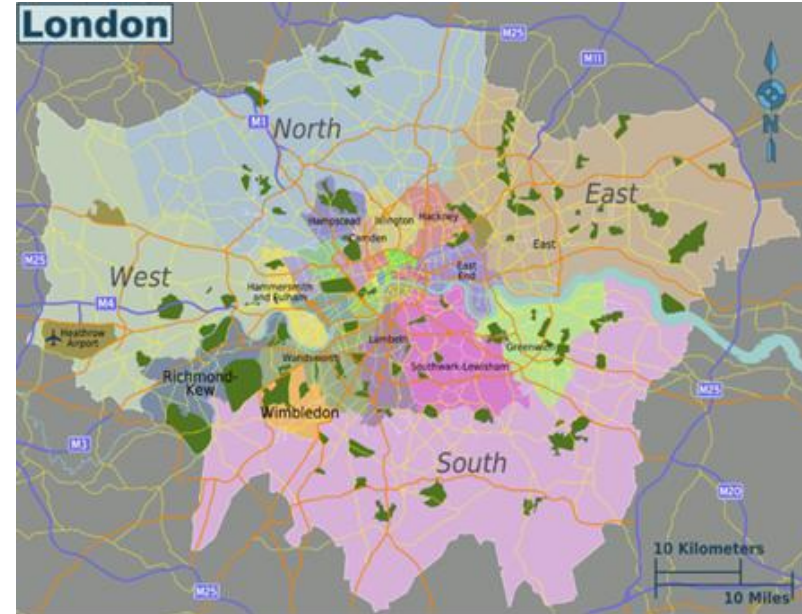 London
M25
M11
M1
North
East
Hampstead
Islington
Hackney
Camden
East
M25
West
East
End
Hammersmith
and Fulham
M4
Heathrow
Airport
Lambeth
Greenwich
Wandsworth
Southwark-Lewisham
Richmond-
Kew
M25
Wimbledon
M3
South
M20
N
10 Kilometers
M25
10 Miles